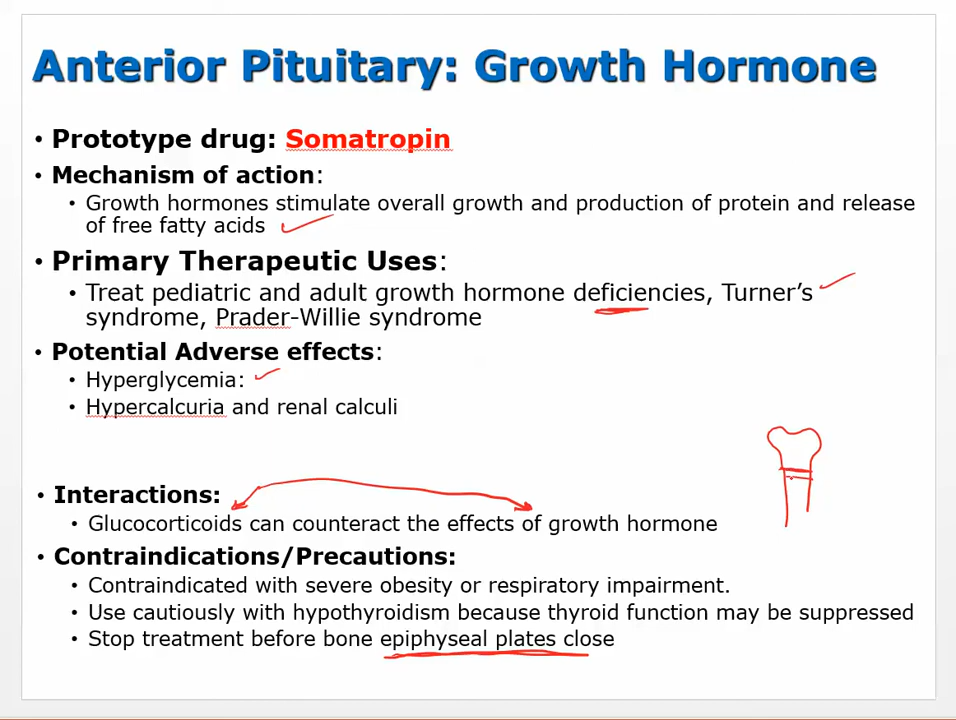 Anterior Pituitary: Growth Hormone
• Prototype drug: Somatropin
• Mechanism of action:
• Growth hormones stimulate overall growth and production of protein and release
of free fatty acids
• Primary Therapeutic Uses:
• Treat pediatric and adult growth hormone deficiencies, Turner’s
syndrome, Prader-Willie syndrome
• Potential Adverse effects:
• Hyperglycemia:
• Hypercalcuria and renal calculi
• Interactions:
• Glucocorticoids can counteract the effects of growth hormone
• Contraindications/Precautions:
• Contraindicated with severe obesity or respiratory impairment.
• Use cautiously with hypothyroidism because thyroid function may be suppressed
• Stop treatment before bone epiphyseal plates close